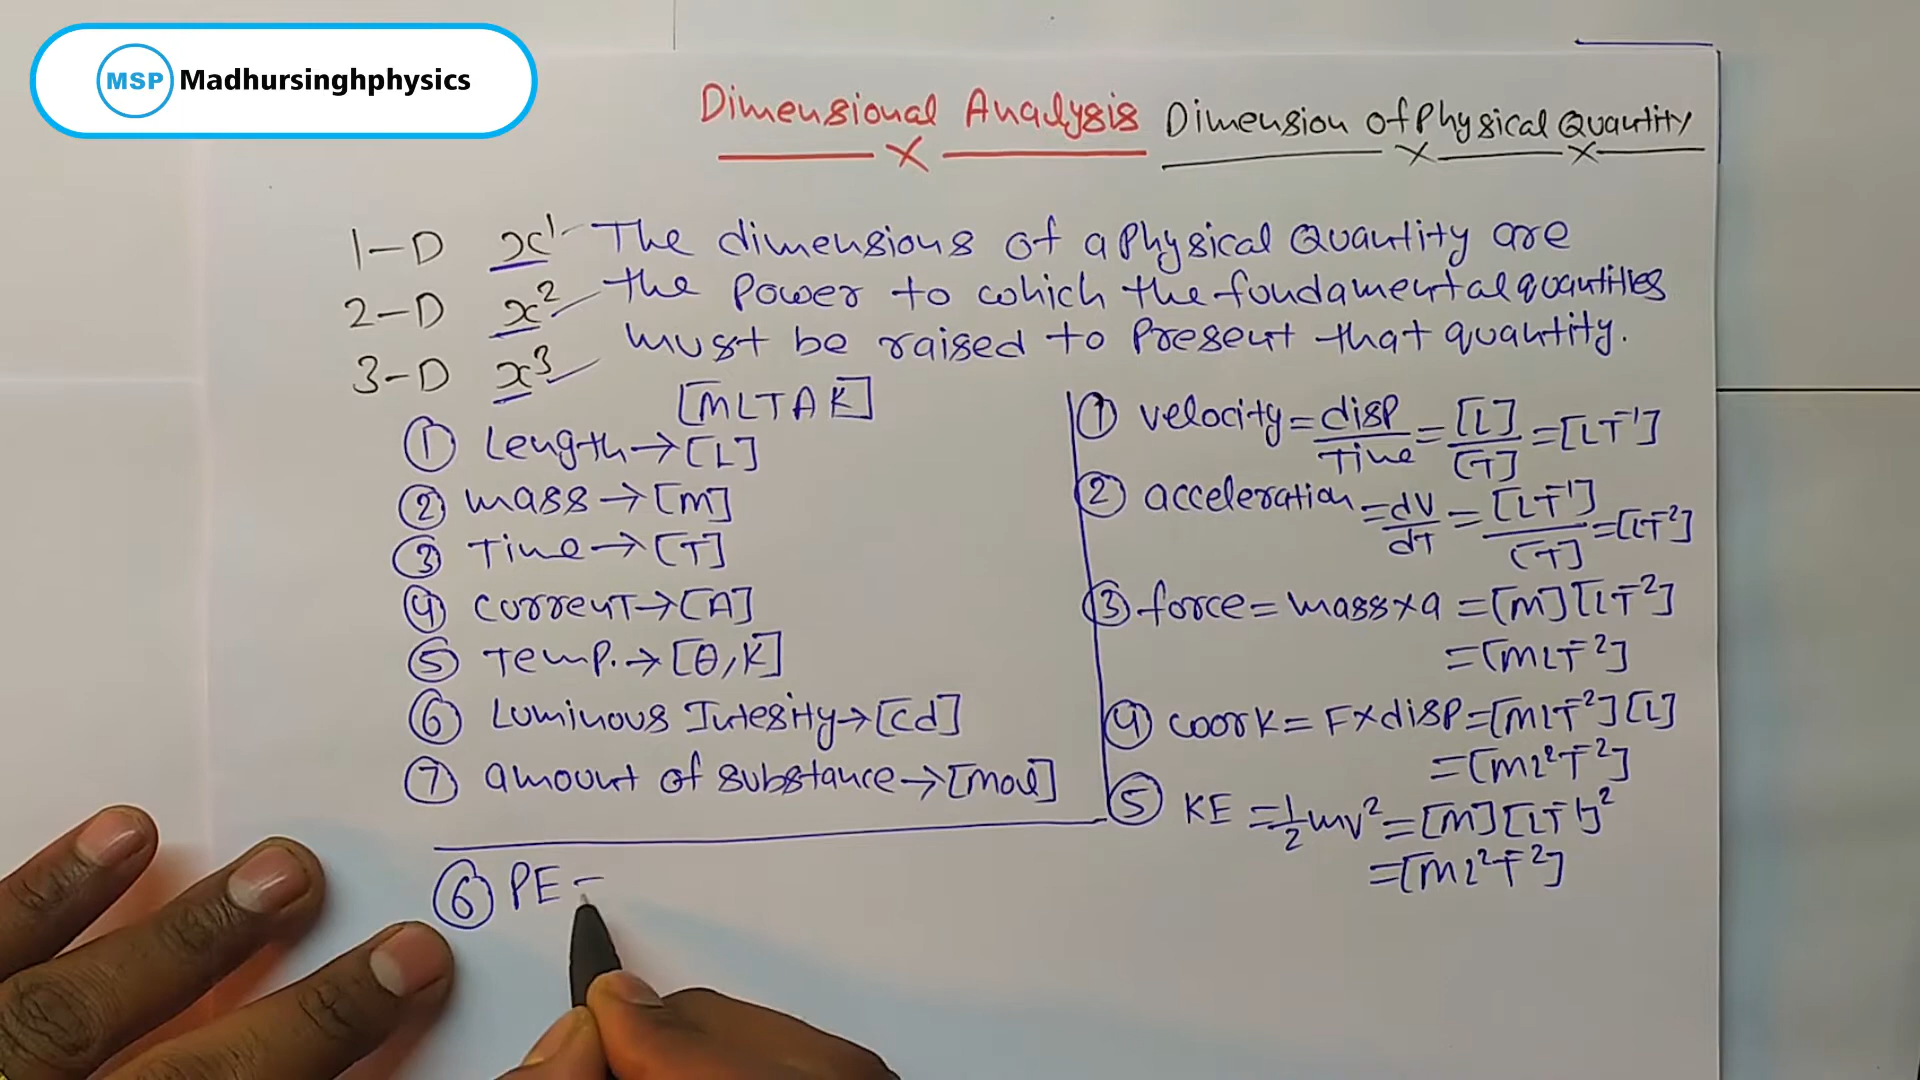 MSP Madhursinghphysics
Dimensional Analysis Dimension of Physical Quantity
1-D x¹ The dimensions of a Physical Quantity are
2-D x² the power to which the fundamental quantities
3-D x³ must be raised to Present that quantity.
[MLTAK]
① Length→[L]
② mass→[M]
③ Time→[T]
④ current→[A]
⑤ Temp.→[θ,K]
⑥ Luminous Intesity→[Cd]
⑦ amount of substance→[mol]
① velocity = disp/Time = [L]/[T] = [LT⁻¹]
② acceleration = dV/dT = [LT⁻¹]/[T] = [LT⁻²]
③ force = mass×a = [M][LT⁻²]
= [MLT⁻²]
④ work = F×disp = [MLT⁻²][L]
= [ML²T⁻²]
⑤ KE = 1/2 mv² = [M][LT⁻¹]²
= [ML²T⁻²]
⑥ PE =